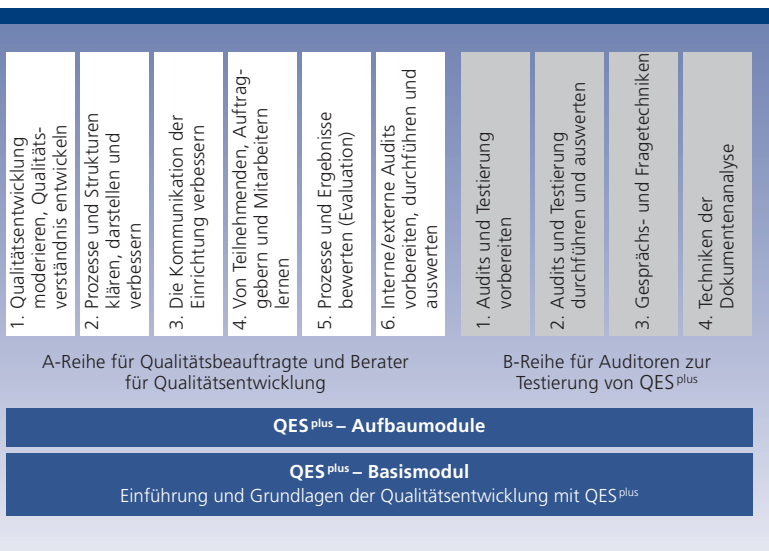 1. Qualitätsentwicklung
moderieren, Qualitäts-
verständnis entwickeln
2. Prozesse und Strukturen
klären, darstellen und
verbessern
3. Die Kommunikation der
Einrichtung verbessern
4. Von Teilnehmenden, Auftrag-
gebern und Mitarbeitern
lernen
5. Prozesse und Ergebnisse
bewerten (Evaluation)
6. Interne/externe Audits
vorbereiten, durchführen und
auswerten
1. Audits und Testierung
vorbereiten
2. Audits und Testierung
durchführen und auswerten
3. Gesprächs- und Fragetechniken
4. Techniken der
Dokumentenanalyse
A-Reihe für Qualitätsbeauftragte und Berater
für Qualitätsentwicklung
B-Reihe für Auditoren zur
Testierung von QES plus
QES plus – Aufbaumodule
QES plus – Basismodul
Einführung und Grundlagen der Qualitätsentwicklung mit QES plus